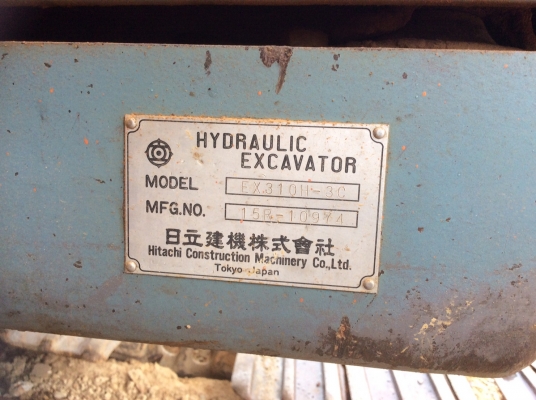 HYDRAULIC
EXCAVATOR
MODEL EX310H-3C
MFG.NO.
日立建機株式會社
Hitachi Construction Machinery Co.,Ltd.
Tokyo Japan